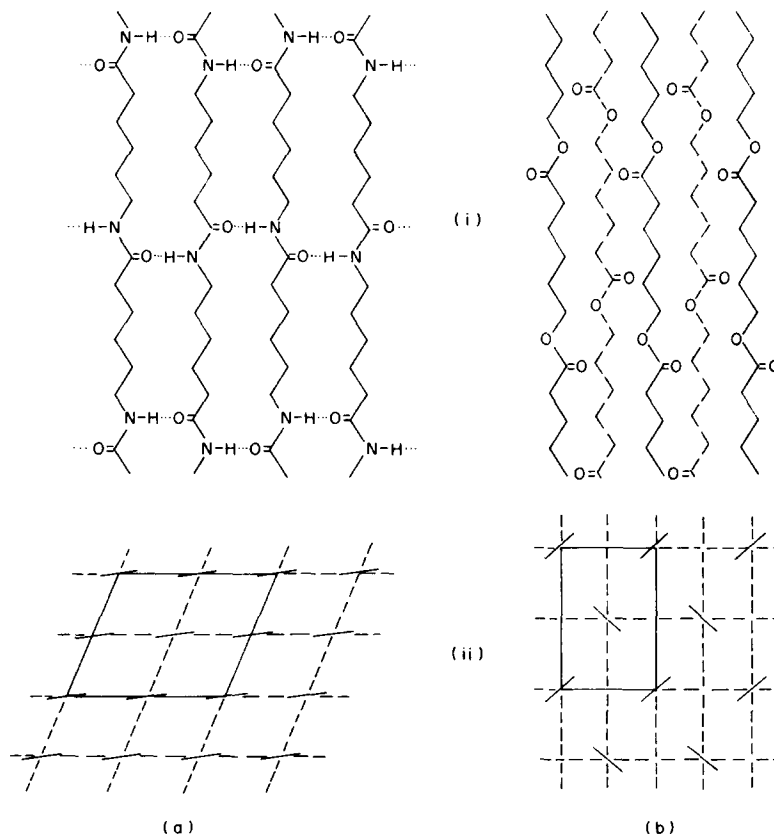 N-H···O=   N-H···O=
···O=   N-H···O=   N-H···
··H-N   =O··H-N   =O··
=O··H-N   =O··H-N
N-H···O=   N-H···O=
···O=   N-H···O=   N-H···
(i)
O   O
O   O
O   O   O
O   O   O
O   O
O   O
O   O   O
O   O   O
O   O
(ii)
(a)
(b)